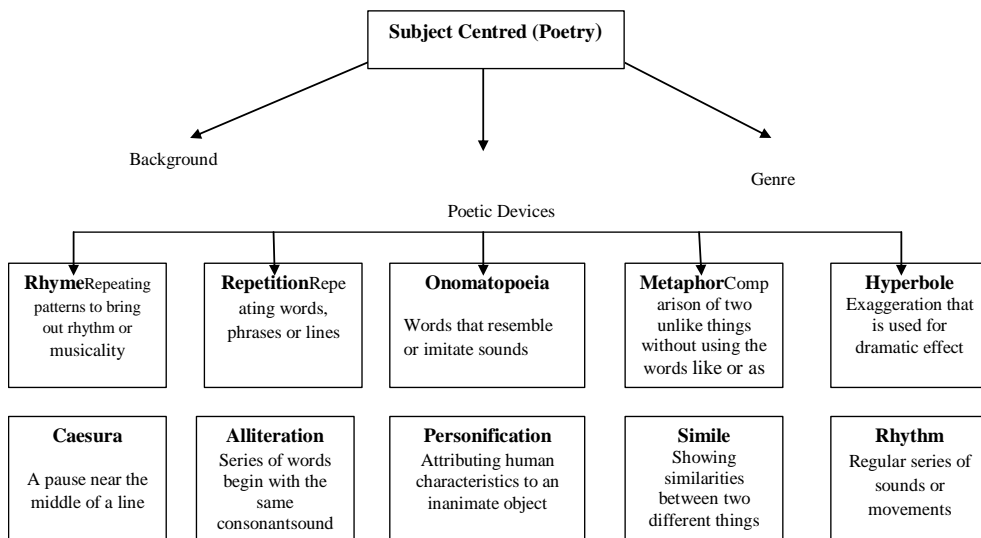 Subject Centred (Poetry)
Background
Genre
Poetic Devices
RhymeRepeating
patterns to bring
out rhythm or
musicality
RepetitionRepe
ating words,
phrases or lines
Onomatopoeia
Words that resemble
or imitate sounds
MetaphorComp
arison of two
unlike things
without using the
words like or as
Hyperbole
Exaggeration that
is used for
dramatic effect
Caesura
A pause near the
middle of a line
Alliteration
Series of words
begin with the
same
consonantsound
Personification
Attributing human
characteristics to an
inanimate object
Simile
Showing
similarities
between two
different things
Rhythm
Regular series of
sounds or
movements